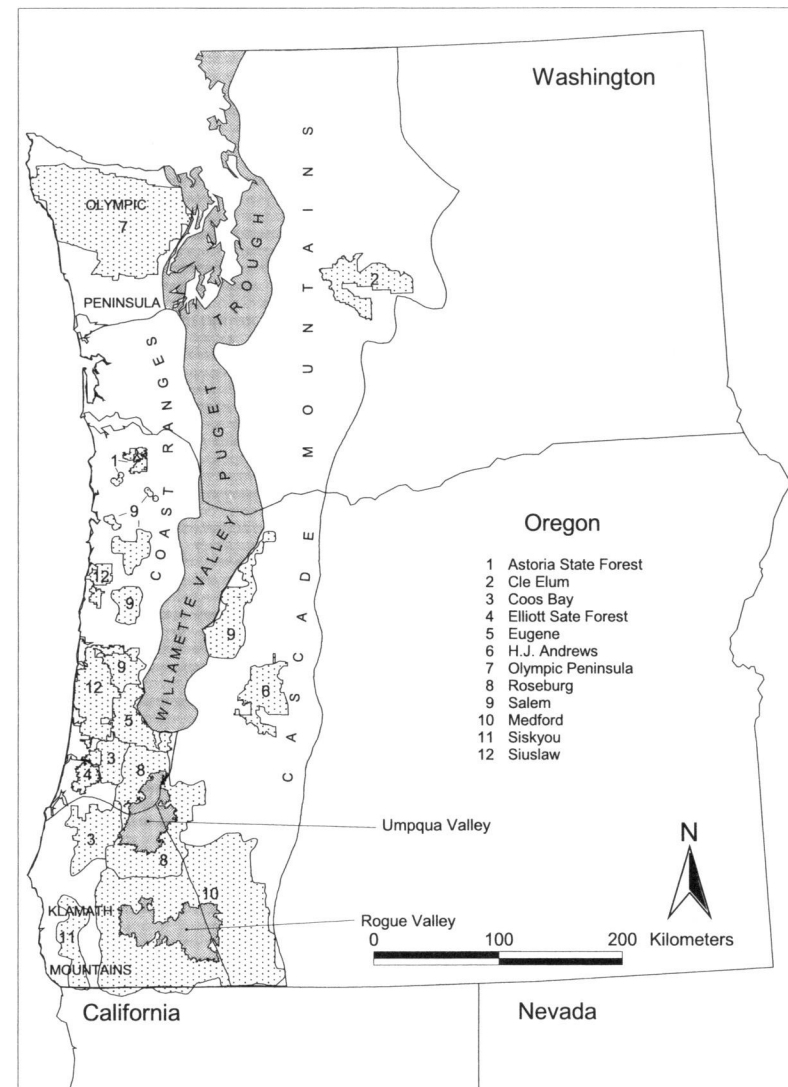 Washington
OLYMPIC
7
PENINSULA
PUGET TROUGH
2
COAST RANGES
CASCADE MOUNTAINS
WILLAMETTE VALLEY
1
9
12
9
9
9
12
5
6
3
8
4
3
8
10
KLAMATH
11
MOUNTAINS
Oregon
1 Astoria State Forest
2 Cle Elum
3 Coos Bay
4 Elliott Sate Forest
5 Eugene
6 H.J. Andrews
7 Olympic Peninsula
8 Roseburg
9 Salem
10 Medford
11 Siskyou
12 Siuslaw
Umpqua Valley
Rogue Valley
N
0 100 200
Kilometers
California
Nevada